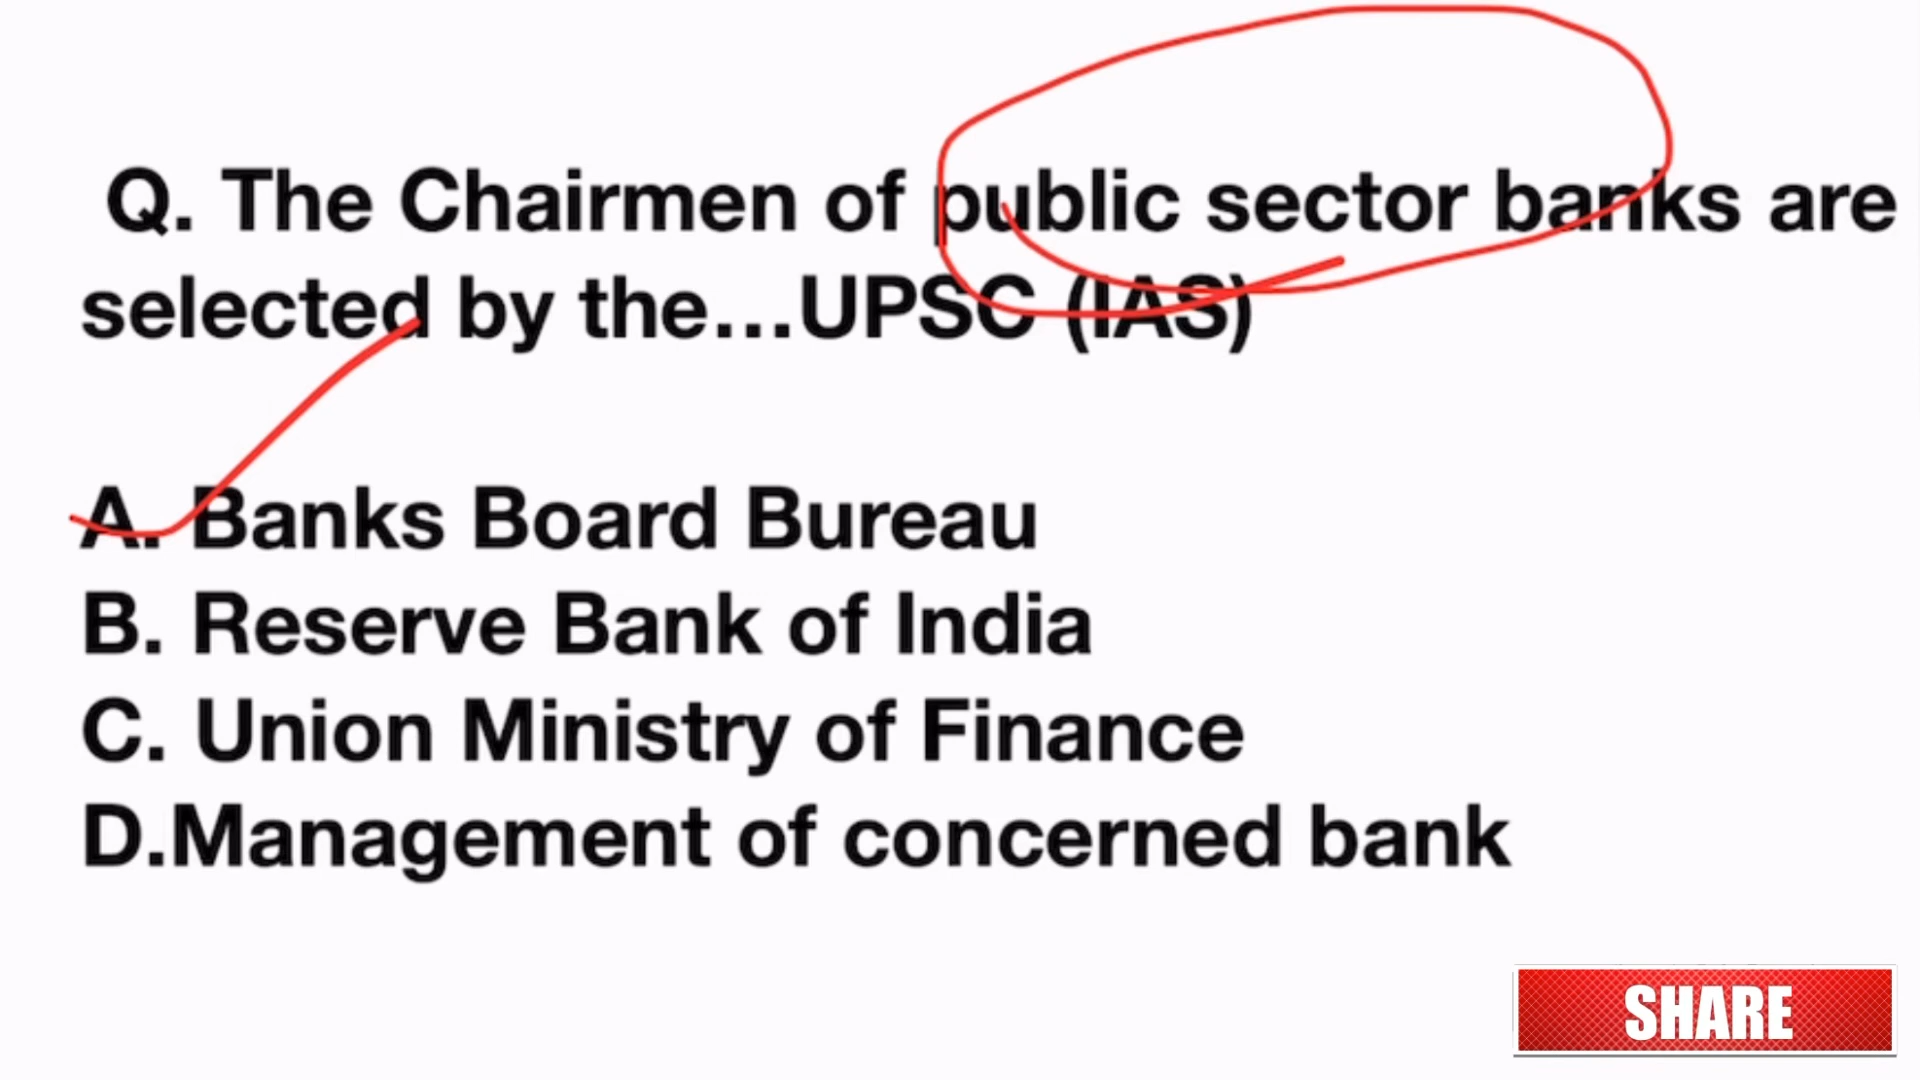 Q. The Chairmen of public sector banks are
selected by the...UPSC (IAS)
A. Banks Board Bureau
B. Reserve Bank of India
C. Union Ministry of Finance
D.Management of concerned bank
SHARE